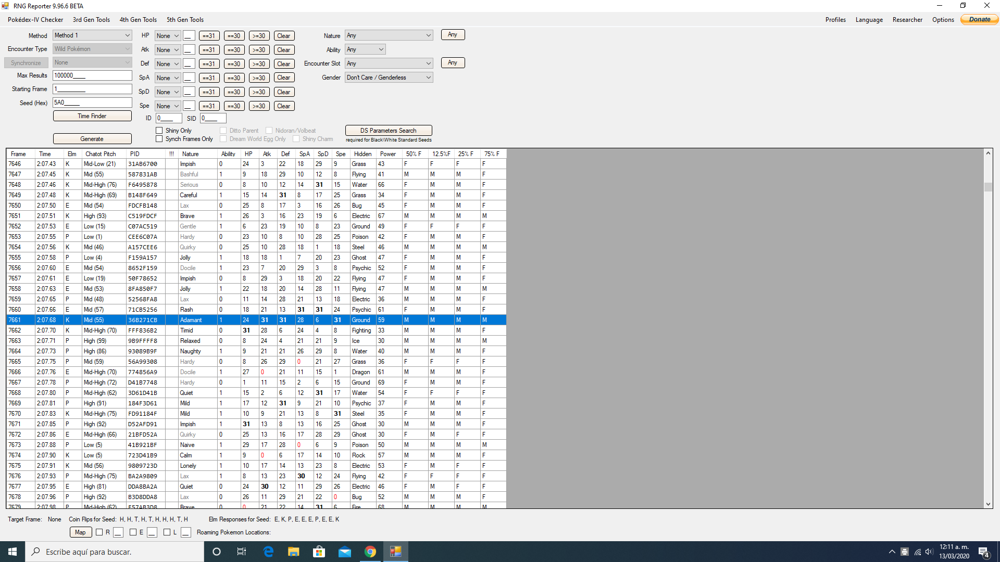 RNG Reporter 9.96.6 BETA
Pokédex-IV Checker 3rd Gen Tools 4th Gen Tools 5th Gen Tools Profiles Language Researcher Options Donate
Method Method 1 HP None __ ==31 ==30 >=30 Clear Nature Any Any
Encounter Type Wild Pokémon Atk None __ ==31 ==30 >=30 Clear Ability Any
Synchronize None Def None __ ==31 ==30 >=30 Clear Encounter Slot Any Any
Max Results 100000____ SpA None __ ==31 ==30 >=30 Clear Gender Don't Care / Genderless
Starting Frame 1_________ SpD None __ ==31 ==30 >=30 Clear
Seed (Hex) 5A0_____ Spe None __ ==31 ==30 >=30 Clear
Time Finder ID 0____ SID 0____
Shiny Only Ditto Parent Nidoran/Volbeat DS Parameters Search
Generate Synch Frames Only Dream World Egg Only Shiny Charm required for Black\White Standard Seeds
Frame Time Elm Chatot Pitch PID !!! Nature Ability HP Atk Def SpA SpD Spe Hidden Power 50% F 12.5%F 25% F 75% F
7646 2:07.43 K Mid-Low (21) 31AB6700 Impish 0 24 3 22 18 29 9 Grass 43 F F F F
7647 2:07.45 K Mid (55) 587831AB Bashful 1 9 18 29 10 12 8 Flying 41 M M M F
7648 2:07.46 K Mid-High (76) F6495878 Serious 0 8 10 12 14 31 15 Water 66 F M M F
7649 2:07.48 K Mid-High (69) B148F649 Careful 1 15 14 31 8 17 25 Grass 34 F M M F
7650 2:07.50 E Mid (54) FDCFB148 Lax 0 25 8 17 3 16 26 Bug 45 F M M F
7651 2:07.51 K High (93) C519FDCF Brave 1 26 3 16 23 19 6 Electric 67 M M M M
7652 2:07.53 E Low (15) C07AC519 Gentle 1 6 23 19 10 8 23 Ground 49 F F F F
7653 2:07.55 P Low (1) CEE6C07A Hardy 0 23 10 8 10 28 25 Poison 42 F M F F
7654 2:07.56 K Mid (46) A157CEE6 Quirky 0 25 10 28 18 1 18 Steel 46 M M M M
7655 2:07.58 P Low (4) F159A157 Jolly 1 18 18 1 7 20 23 Ghost 47 F M M F
7656 2:07.60 E Mid (54) 8652F159 Docile 1 23 7 20 29 3 8 Psychic 52 F M M F
7657 2:07.61 E Low (19) 50F78652 Impish 0 8 29 3 18 20 22 Flying 47 F M M F
7658 2:07.63 E Mid (53) 8FA850F7 Jolly 1 22 18 20 14 28 11 Flying 47 M M M M
7659 2:07.65 P Mid (48) 52568FA8 Lax 0 11 14 28 21 13 18 Electric 36 M M M F
7660 2:07.66 E Mid (57) 71CB5256 Rash 0 18 21 13 31 31 24 Psychic 61 F M M F
7661 2:07.68 K Mid (55) 36B271CB Adamant 1 24 31 31 28 6 31 Ground 59 M M M M
7662 2:07.70 K Mid-High (70) FFF836B2 Timid 0 31 28 6 24 4 8 Fighting 33 M M M F
7663 2:07.71 P High (99) 9B9FFFF8 Relaxed 0 8 24 4 21 21 9 Ice 30 M M M M
7664 2:07.73 P High (86) 93089B9F Naughty 1 9 21 21 26 29 8 Water 40 M M M F
7665 2:07.75 P Mid (59) 56A99308 Hardy 0 8 26 29 0 21 27 Grass 36 F F F F
7666 2:07.76 E Mid-High (70) 774856A9 Docile 1 27 0 21 11 15 1 Dragon 61 M M M F
7667 2:07.78 P Mid-High (72) D41B7748 Hardy 0 1 11 15 2 6 15 Ground 69 F M M F
7668 2:07.80 P Mid-High (62) 3D61D41B Quiet 1 15 2 6 12 31 17 Water 54 F F F F
7669 2:07.81 P High (91) 184F3D61 Mild 1 17 12 31 9 21 10 Psychic 37 F M M F
7670 2:07.83 K Mid-High (75) FD91184F Mild 1 10 9 21 13 8 31 Steel 35 F M M F
7671 2:07.85 P High (92) D52AFD91 Impish 1 31 13 8 13 16 25 Ghost 30 M M M F
7672 2:07.86 E Mid-High (66) 21BFD52A Quirky 0 25 13 16 17 28 29 Ghost 30 F M F F
7673 2:07.88 P Low (5) 41B921BF Naive 1 29 17 28 0 6 9 Poison 50 M M M M
7674 2:07.90 K Low (5) 723D41B9 Calm 1 9 0 6 17 14 10 Rock 57 M M M F
7675 2:07.91 K Mid (56) 9809723D Lonely 1 10 17 14 13 23 8 Electric 53 F M F F
7676 2:07.93 P Mid-High (75) BA2A9809 Lax 1 8 13 23 30 12 24 Flying 42 F F F F
7677 2:07.95 E High (81) DDA8BA2A Quiet 0 24 30 12 11 29 26 Electric 46 F M F F
7678 2:07.96 P High (92) B3D8DDA8 Lax 0 26 11 29 21 22 0 Bug 52 M M M F
7679 2:07.98 P Mid-High (62) E57AB3D8 Brave 0 21 22 14 31 6 Fire 68 M M M M
Target Frame: None Coin Flips for Seed: H, H, T, H, T, H, H, H, T, H Elm Responses for Seed: E, K, P, E, E, E, P, E, E, K
Map R __ E __ L __ Roaming Pokemon Locations:
Escribe aquí para buscar. 12:11 a. m.
13/03/2020 4